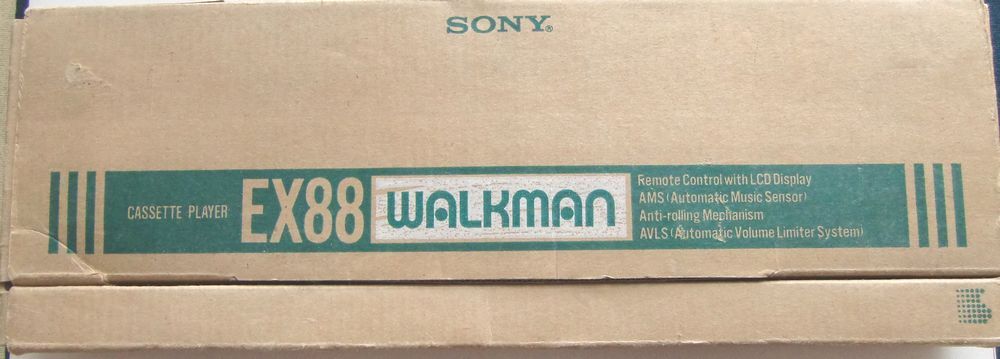 SONY®
CASSETTE PLAYER
EX88
WALKMAN
Remote Control with LCD Display
AMS (Automatic Music Sensor)
Anti-rolling Mechanism
AVLS (Automatic Volume Limiter System)